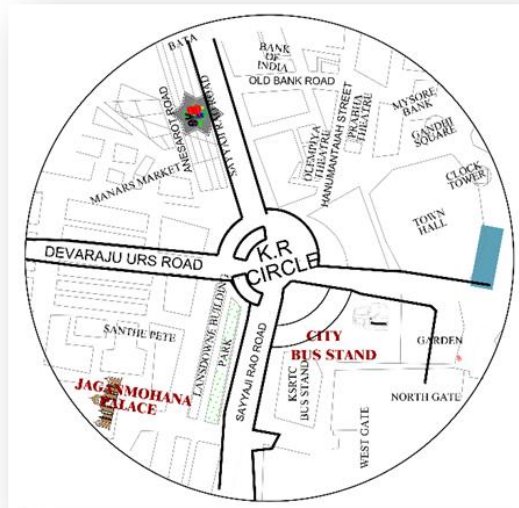 BATA
BANK
OF
INDIA
OLD BANK ROAD
ANESAROT ROAD
SAYYAJI RAO ROAD
MANARS MARKET
OLEMPIYA
THEATRE
HANUMANTAIAH STREET
PRABHA
THEATRE
MYSORE
BANK
GANDHI
SQUARE
CLOCK
TOWER
TOWN
HALL
K.R
CIRCLE
DEVARAJU URS ROAD
LANSDOWNE BUILDING
PARK
SANTHE PETE
SAYYAJI RAO ROAD
CITY
BUS STAND
KSRTC
BUS STAND
GARDEN
NORTH GATE
WEST GATE
JAGANMOHANA
PALACE